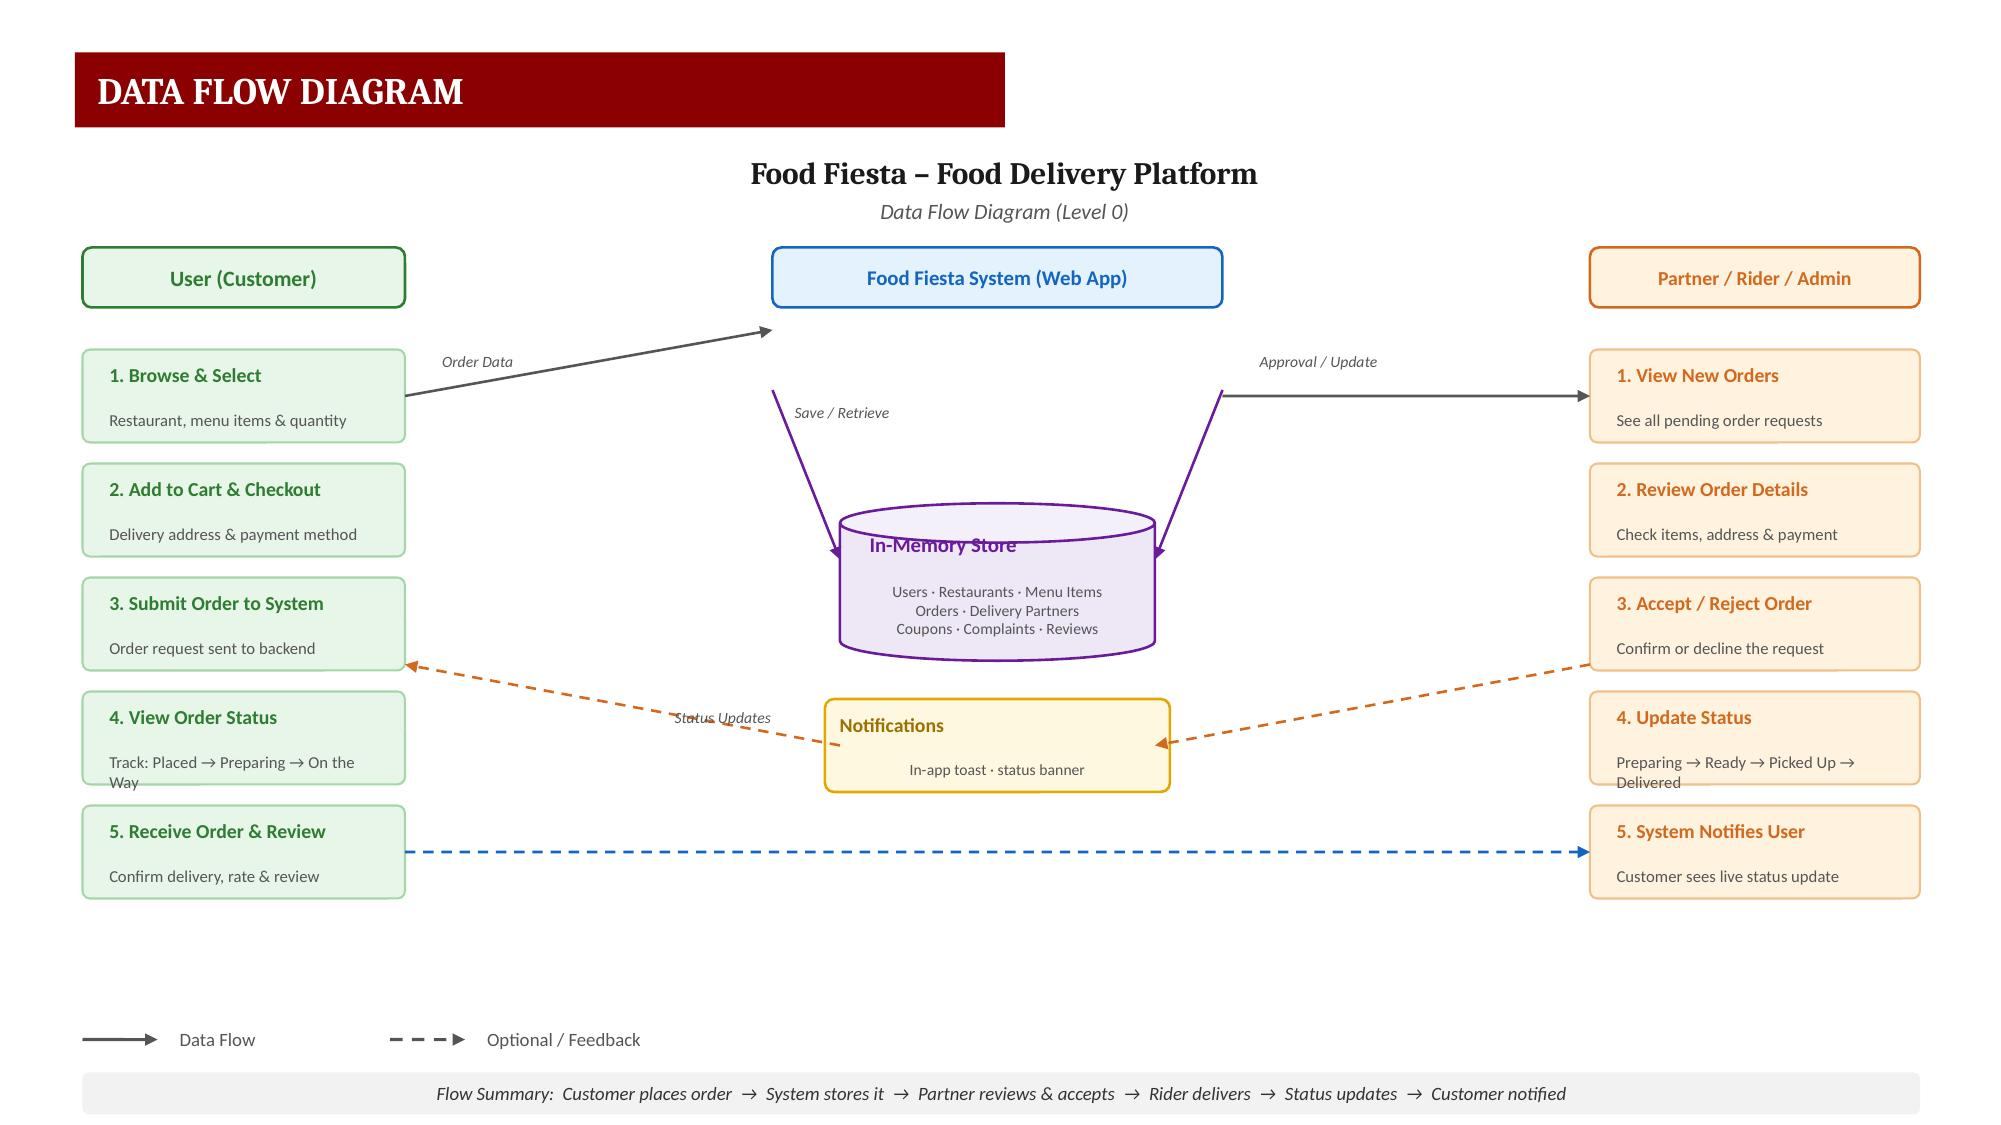 DATA FLOW DIAGRAM
Food Fiesta – Food Delivery Platform
Data Flow Diagram (Level 0)
User (Customer)
Food Fiesta System (Web App)
Partner / Rider / Admin
Order Data
Approval / Update
Save / Retrieve
1. Browse & Select
Restaurant, menu items & quantity
2. Add to Cart & Checkout
Delivery address & payment method
3. Submit Order to System
Order request sent to backend
4. View Order Status
Track: Placed → Preparing → On the
Way
5. Receive Order & Review
Confirm delivery, rate & review
In-Memory Store
Users · Restaurants · Menu Items
Orders · Delivery Partners
Coupons · Complaints · Reviews
Status Updates
Notifications
In-app toast · status banner
1. View New Orders
See all pending order requests
2. Review Order Details
Check items, address & payment
3. Accept / Reject Order
Confirm or decline the request
4. Update Status
Preparing → Ready → Picked Up →
Delivered
5. System Notifies User
Customer sees live status update
Data Flow
Optional / Feedback
Flow Summary: Customer places order → System stores it → Partner reviews & accepts → Rider delivers → Status updates → Customer notified